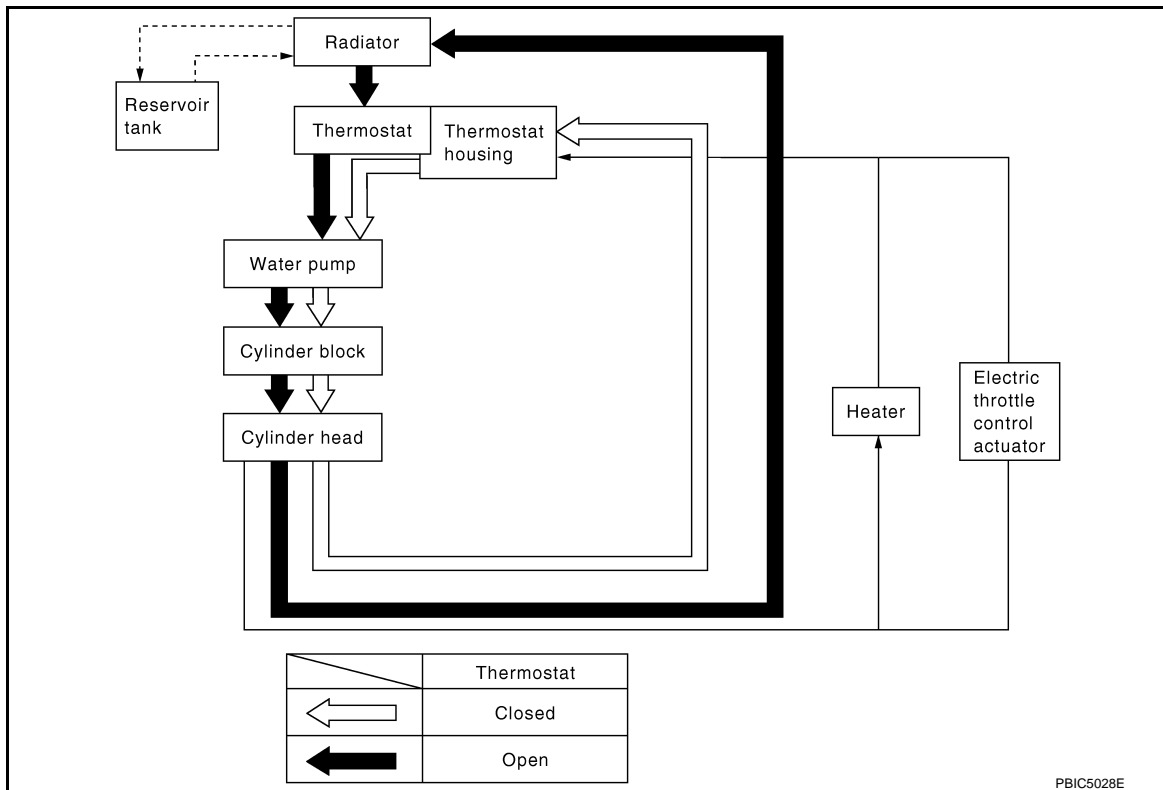 Radiator
Reservoir
tank
Thermostat
Thermostat
housing
Water pump
Cylinder block
Cylinder head
Heater
Electric
throttle
control
actuator
Thermostat
Closed
Open
PBIC5028E